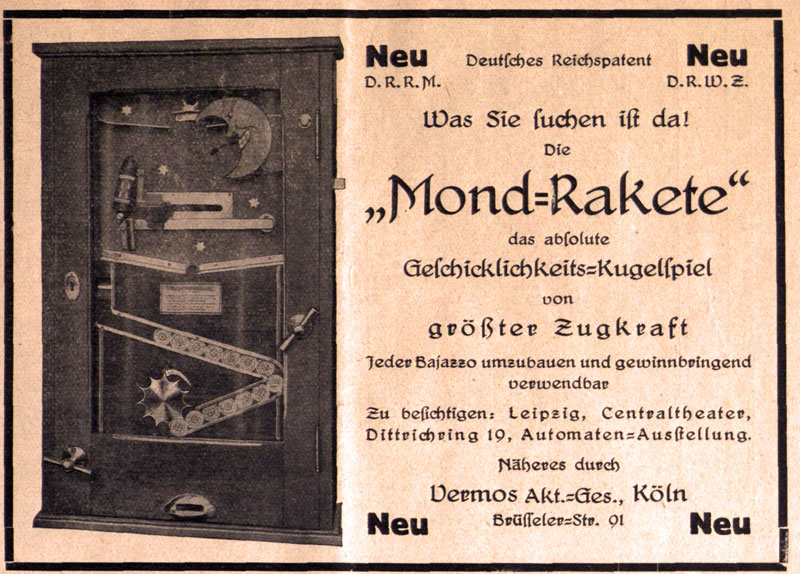 Neu Deutſches Reichspatent Neu
D. R. R. M. D. R. W. Z.
Was Sie ſuchen iſt da!
Die
„Mond=Rakete“
das abſolute
Geſchicklichkeits=Kugelſpiel
von
größter Zugkraft
Jeder Bajazzo umzubauen und gewinnbringend
verwendbar
Zu beſichtigen: Leipzig, Centraltheater,
Dittrichring 19, Automaten=Ausſtellung.
Näheres durch
Vermos Akt.=Geſ., Köln
Neu Brüſſeler=Str. 91 Neu